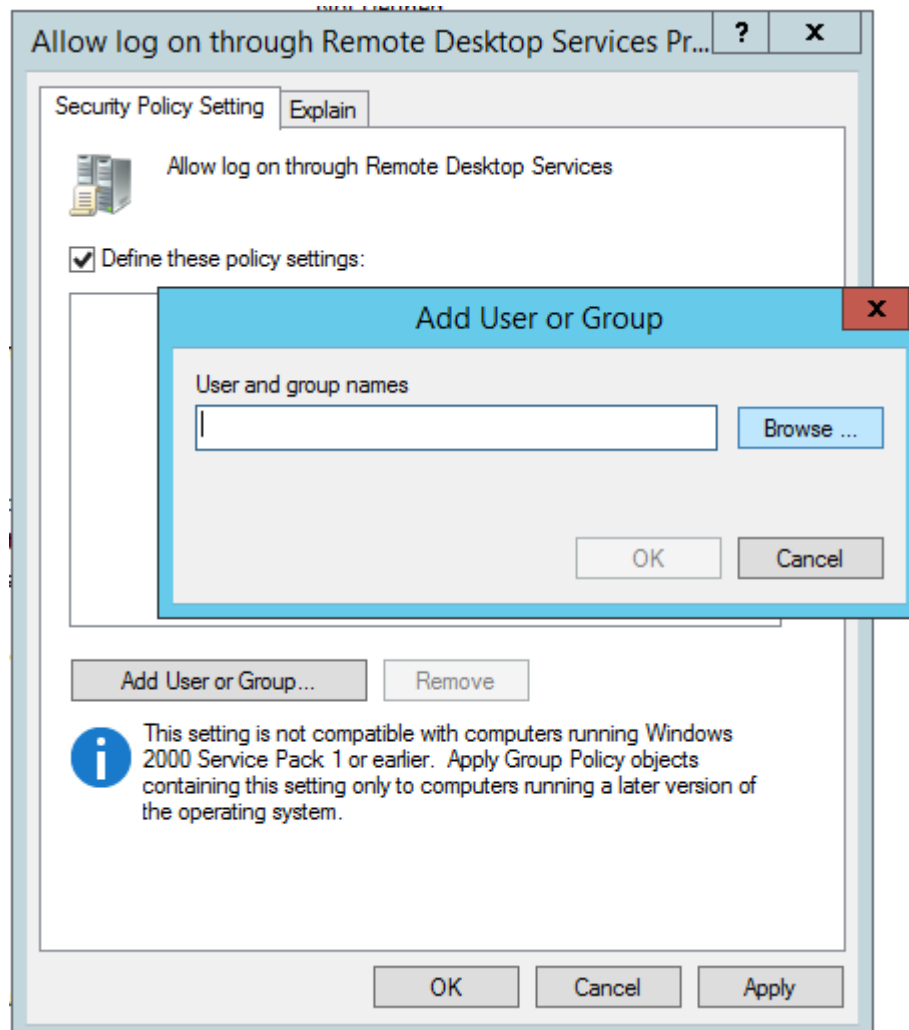 Allow log on through Remote Desktop Services Pr...
?
x
Security Policy Setting
Explain
Allow log on through Remote Desktop Services
Define these policy settings:
Add User or Group
x
User and group names
Browse ...
OK
Cancel
Add User or Group...
Remove
This setting is not compatible with computers running Windows
2000 Service Pack 1 or earlier. Apply Group Policy objects
containing this setting only to computers running a later version of
the operating system.
OK
Cancel
Apply